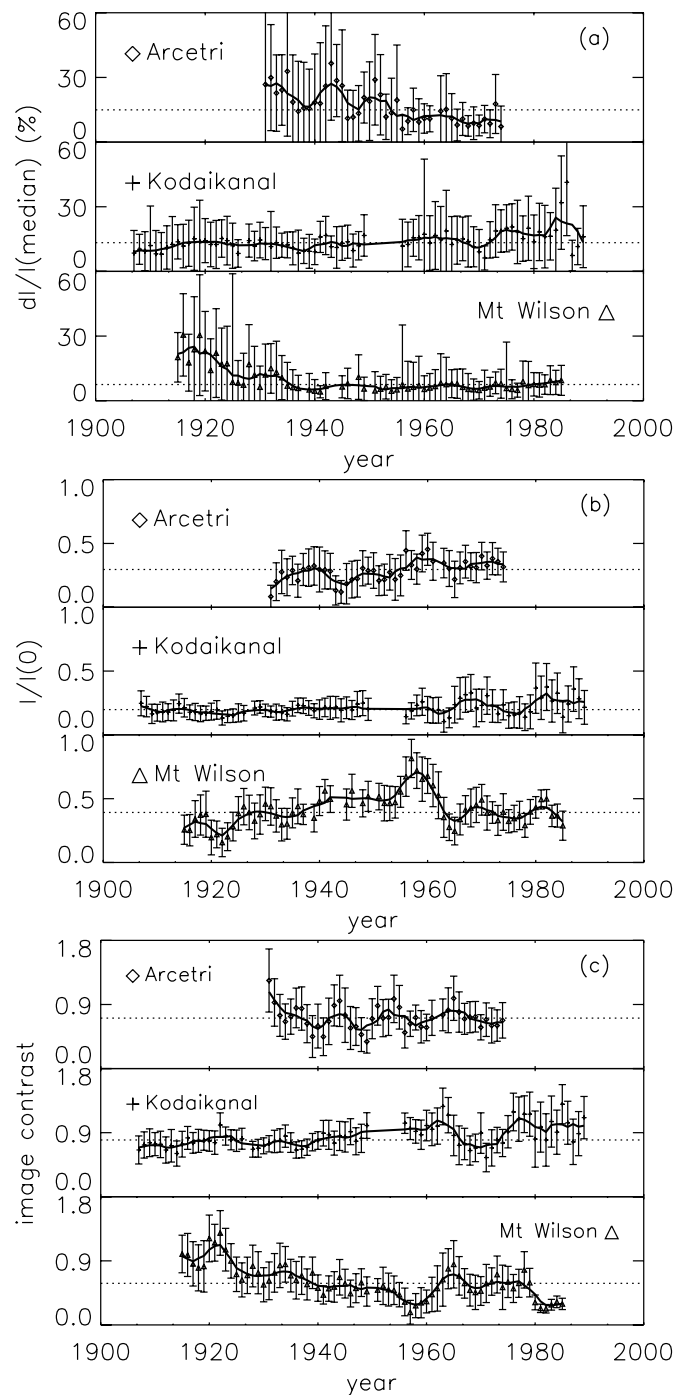 60
◇ Arcetri
(a)
30
0
60
+ Kodaikanal
30
0
60
Mt Wilson △
30
0
dI/I(median) (%)
1900 1920 1940 1960 1980 2000
year
1.0
◇ Arcetri
(b)
0.5
0.0
1.0
+ Kodaikanal
0.5
0.0
1.0
△ Mt Wilson
0.5
0.0
I/I(0)
1900 1920 1940 1960 1980 2000
year
1.8
◇ Arcetri
(c)
0.9
0.0
1.8
+ Kodaikanal
0.9
0.0
1.8
Mt Wilson △
0.9
0.0
image contrast
1900 1920 1940 1960 1980 2000
year